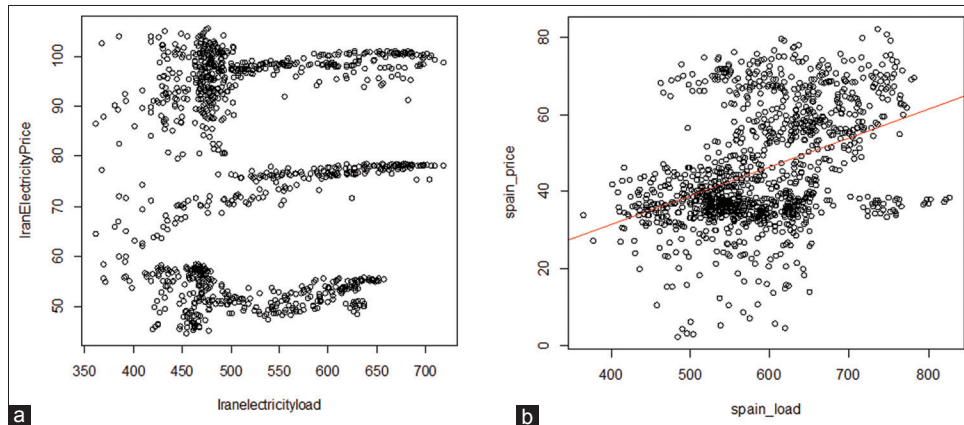 IranElectricityPrice
100
90
80
70
60
50
350 400 450 500 550 600 650 700
Iranelectricityload
a
spain_price
80
60
40
20
0
400 500 600 700 800
spain_load
b